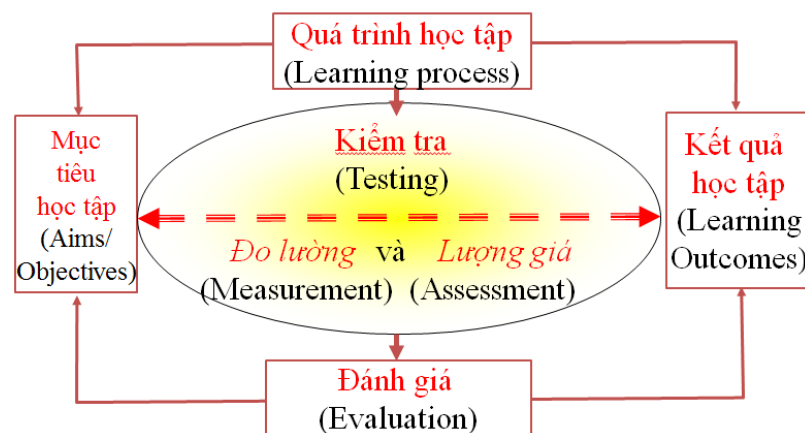 Quá trình học tập
(Learning process)
Kiểm tra
(Testing)
Mục
tiêu
học tập
(Aims/
Objectives)
Kết quả
học tập
(Learning
Outcomes)
Đo lường và Lượng giá
(Measurement) (Assessment)
Đánh giá
(Evaluation)